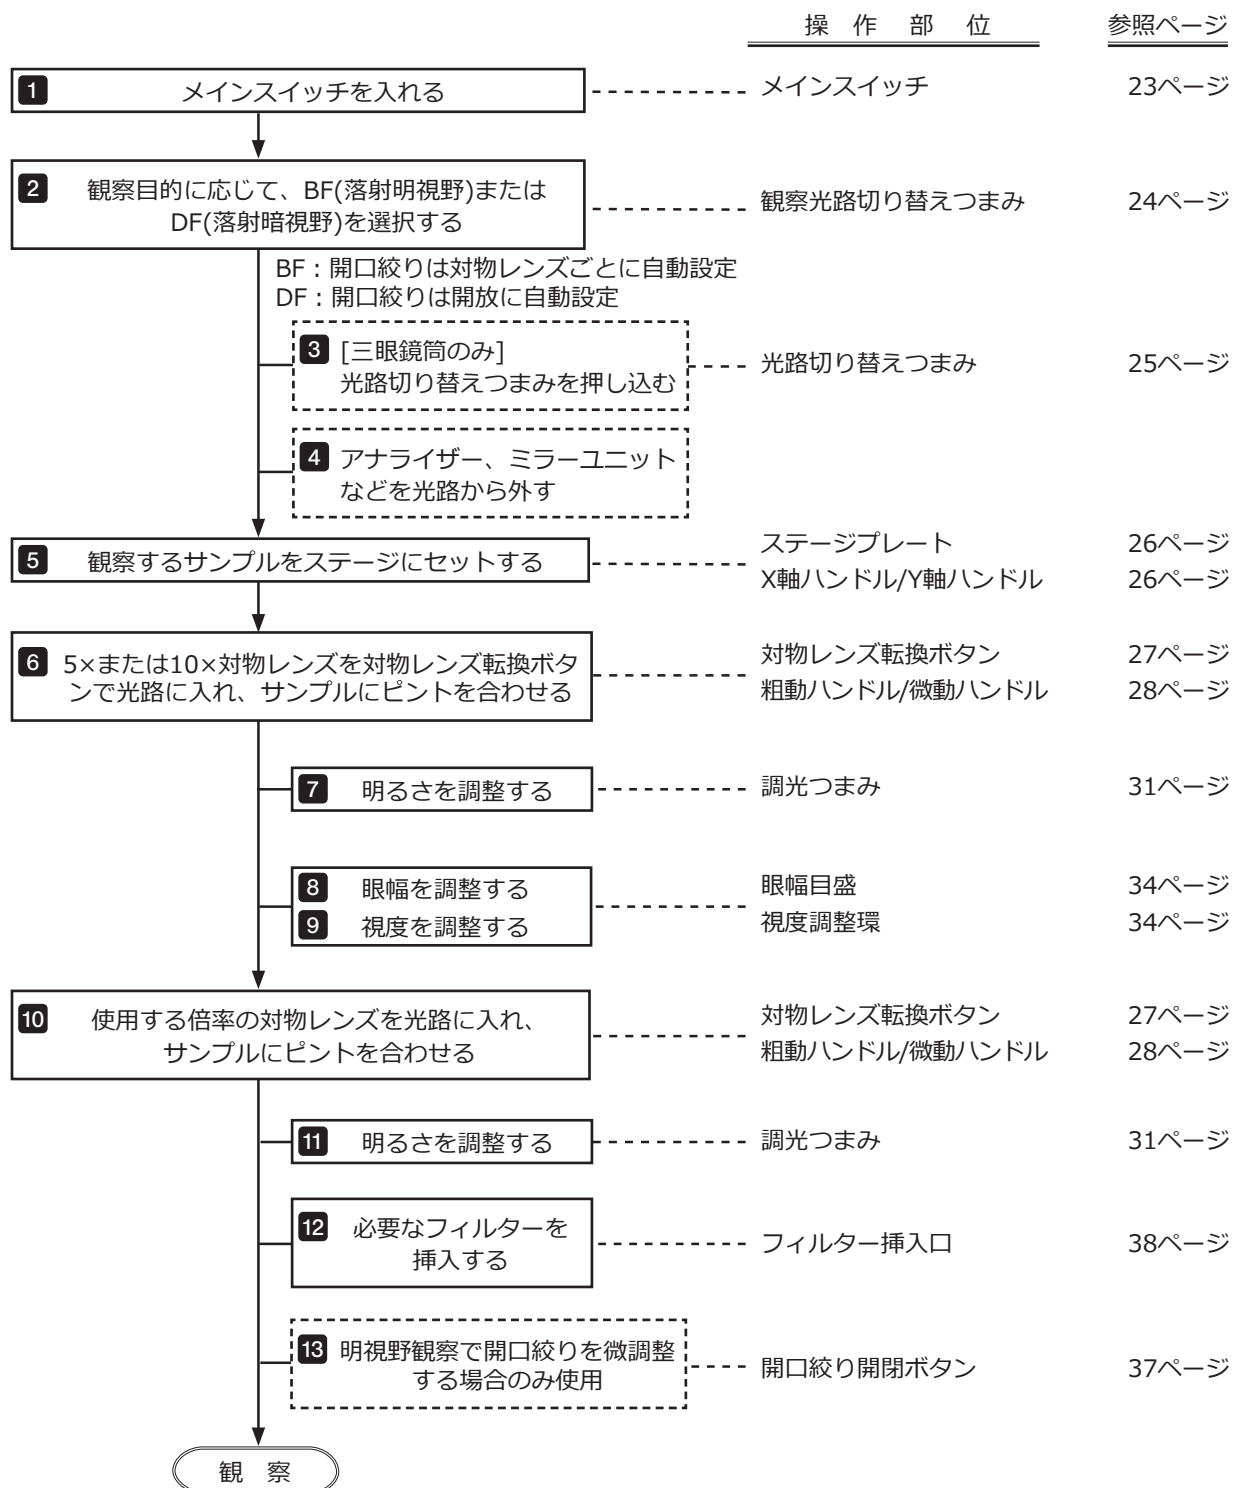 操 作 部 位 参照ページ
1 メインスイッチを入れる メインスイッチ 23ページ
2 観察目的に応じて、BF(落射明視野)または
DF(落射暗視野)を選択する 観察光路切り替えつまみ 24ページ
BF：開口絞りは対物レンズごとに自動設定
DF：開口絞りは開放に自動設定
3 [三眼鏡筒のみ]
光路切り替えつまみを押し込む 光路切り替えつまみ 25ページ
4 アナライザー、ミラーユニット
などを光路から外す
5 観察するサンプルをステージにセットする ステージプレート 26ページ
X軸ハンドル/Y軸ハンドル 26ページ
6 5×または10×対物レンズを対物レンズ転換ボタ
ンで光路に入れ、サンプルにピントを合わせる
対物レンズ転換ボタン 27ページ
粗動ハンドル/微動ハンドル 28ページ
7 明るさを調整する 調光つまみ 31ページ
8 眼幅を調整する 眼幅目盛 34ページ
9 視度を調整する 視度調整環 34ページ
10 使用する倍率の対物レンズを光路に入れ、
サンプルにピントを合わせる
対物レンズ転換ボタン 27ページ
粗動ハンドル/微動ハンドル 28ページ
11 明るさを調整する 調光つまみ 31ページ
12 必要なフィルターを
挿入する フィルター挿入口 38ページ
13 明視野観察で開口絞りを微調整
する場合のみ使用 開口絞り開閉ボタン 37ページ
観 察